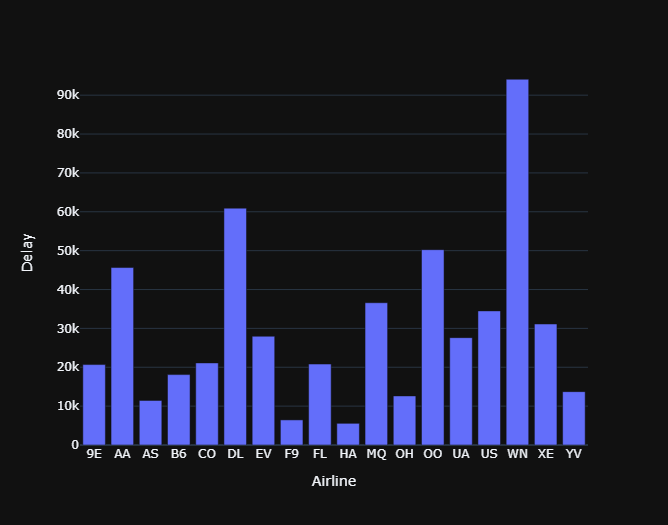 90k
80k
70k
60k
50k
40k
30k
20k
10k
0
Delay
9E AA AS B6 CO DL EV F9 FL HA MQ OH OO UA US WN XE YV
Airline